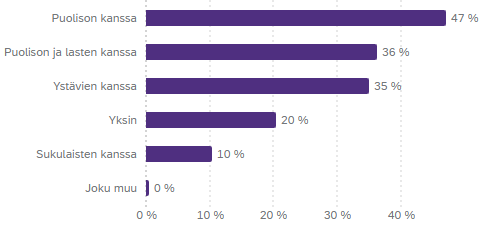 Puolison kanssa 47 %
Puolison ja lasten kanssa 36 %
Ystävien kanssa 35 %
Yksin 20 %
Sukulaisten kanssa 10 %
Joku muu 0 %
0 % 10 % 20 % 30 % 40 %